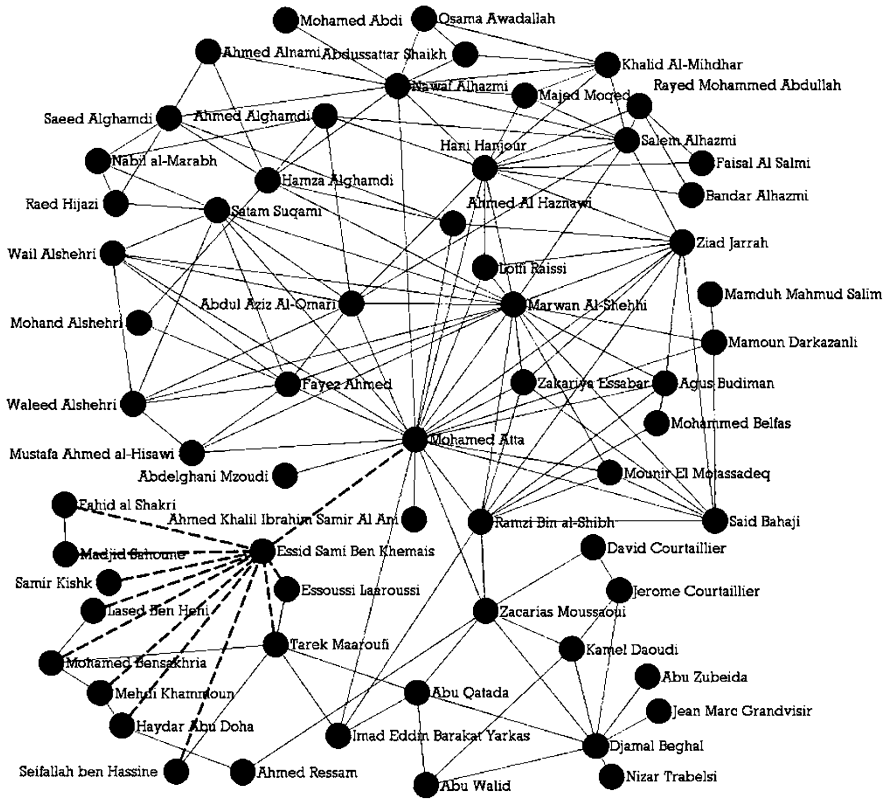 Mohamed Abdi
Osama Awadallah
Ahmed Alnami
Abdussattar Shaikh
Khalid Al-Mihdhar
Nawaf Alhazmi
Majed Moqed
Rayed Mohammed Abdullah
Saeed Alghamdi
Ahmed Alghamdi
Hani Hanjour
Salem Alhazmi
Nabil al-Marabh
Faisal Al Salmi
Hamza Alghamdi
Bandar Alhazmi
Raed Hijazi
Satam Suqami
Ahmed Al Haznawi
Wail Alshehri
Ziad Jarrah
Lotfi Raissi
Mamduh Mahmud Salim
Abdul Aziz Al-Omari
Marwan Al-Shehhi
Mohand Alshehri
Mamoun Darkazanli
Fayez Ahmed
Zakariya Essabar
Agus Budiman
Waleed Alshehri
Mohammed Belfas
Mohamed Atta
Mustafa Ahmed al-Hisawi
Abdelghani Mzoudi
Mounir El Motassadeq
Fahid al Shakri
Ahmed Khalil Ibrahim Samir Al Ani
Ramzi Bin al-Shibh
Said Bahaji
Madjid Sahoune
Essid Sami Ben Khemais
David Courtaillier
Samir Kishk
Essoussi Laaroussi
Jerome Courtaillier
Lased Ben Heni
Zacarias Moussaoui
Tarek Maaroufi
Kamel Daoudi
Mohamed Bensakhria
Abu Zubeida
Mehdi Khammoun
Abu Qatada
Jean Marc Grandvisir
Haydar Abu Doha
Imad Eddin Barakat Yarkas
Djamal Beghal
Seifallah ben Hassine
Ahmed Ressam
Nizar Trabelsi
Abu Walid